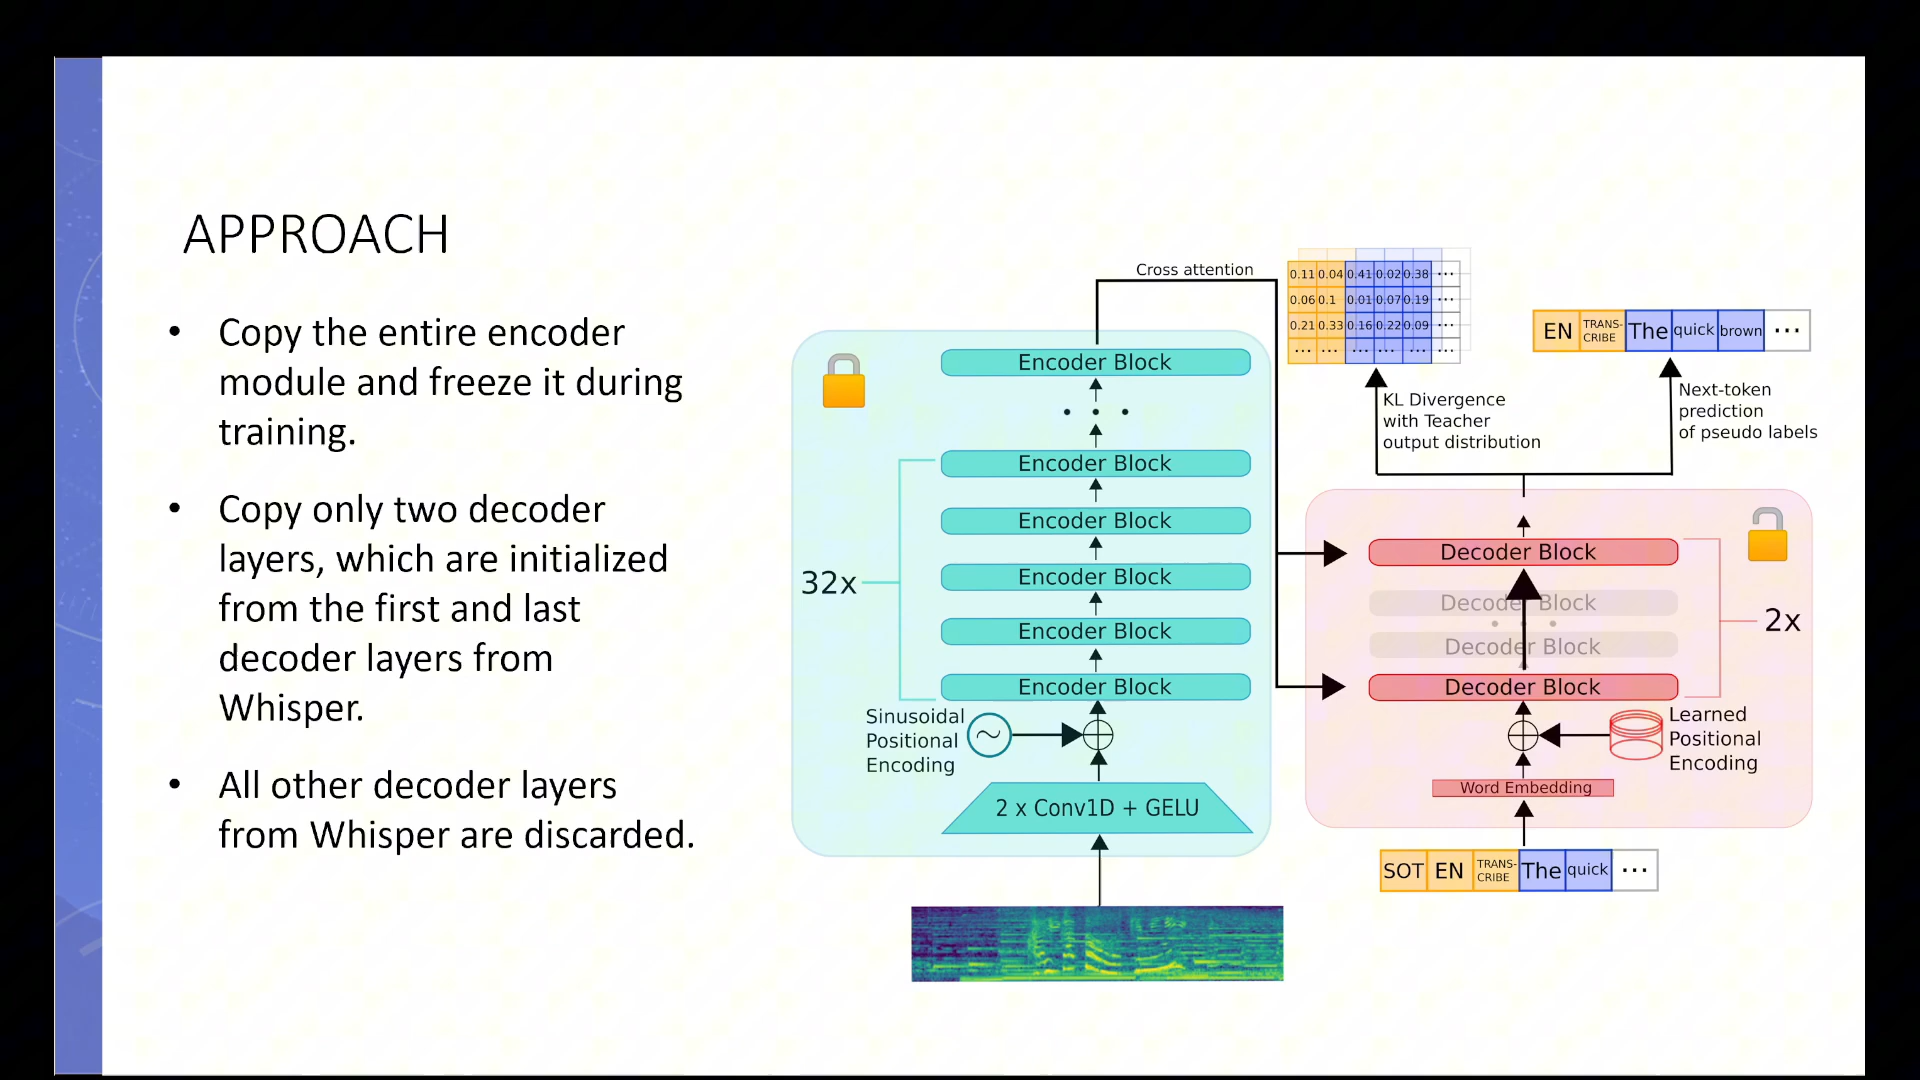 APPROACH
• Copy the entire encoder
module and freeze it during
training.
• Copy only two decoder
layers, which are initialized
from the first and last
decoder layers from
Whisper.
• All other decoder layers
from Whisper are discarded.
Cross attention
Encoder Block
• • •
Encoder Block
Encoder Block
Encoder Block
Encoder Block
Encoder Block
32x
Sinusoidal
Positional
Encoding
2 x Conv1D + GELU
0.11 0.04 0.41 0.02 0.38 ...
0.06 0.1 0.01 0.07 0.19 ...
0.21 0.33 0.16 0.22 0.09 ...
... ... ... ... ... ...
KL Divergence
with Teacher
output distribution
EN TRANS-CRIBE The quick brown ...
Next-token
prediction
of pseudo labels
Decoder Block
Decoder Block
• • •
Decoder Block
Decoder Block
2x
Learned
Positional
Encoding
Word Embedding
SOT EN TRANS-CRIBE The quick ...